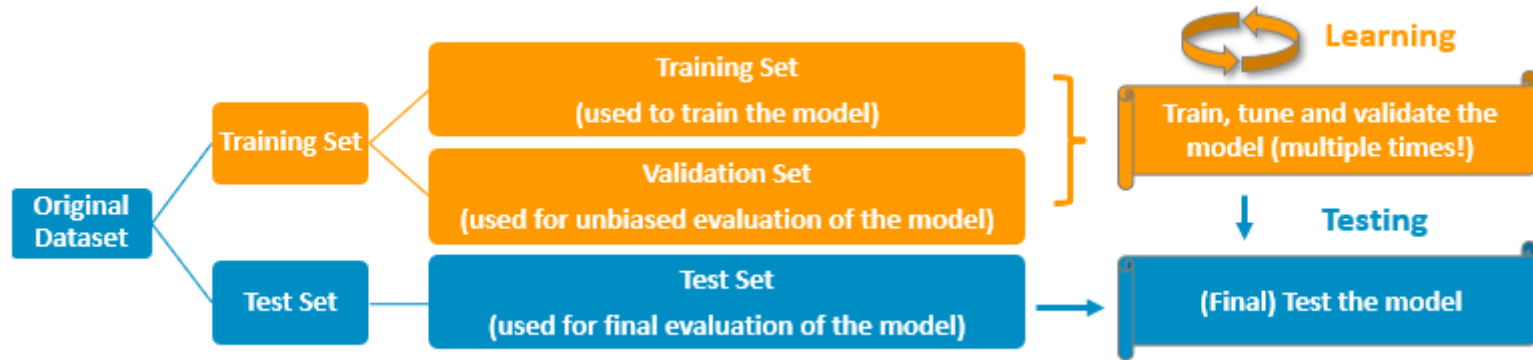 Original
Dataset
Training Set
Test Set
Training Set
(used to train the model)
Validation Set
(used for unbiased evaluation of the model)
Test Set
(used for final evaluation of the model)
Learning
Train, tune and validate the
model (multiple times!)
Testing
(Final) Test the model